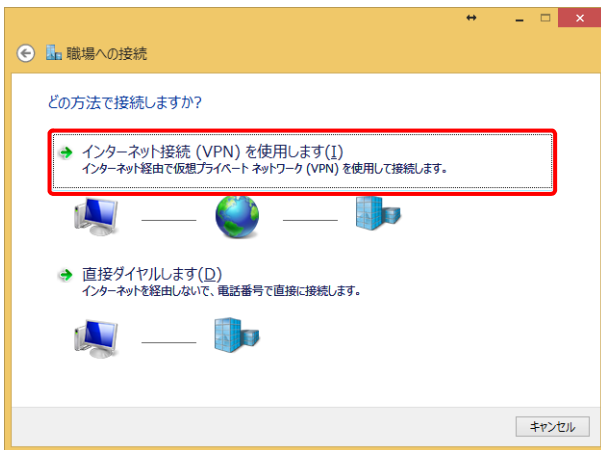 職場への接続
どの方法で接続しますか?
インターネット接続 (VPN) を使用します(I)
インターネット経由で仮想プライベート ネットワーク (VPN) を使用して接続します。
直接ダイヤルします(D)
インターネットを経由しないで、電話番号で直接に接続します。
キャンセル